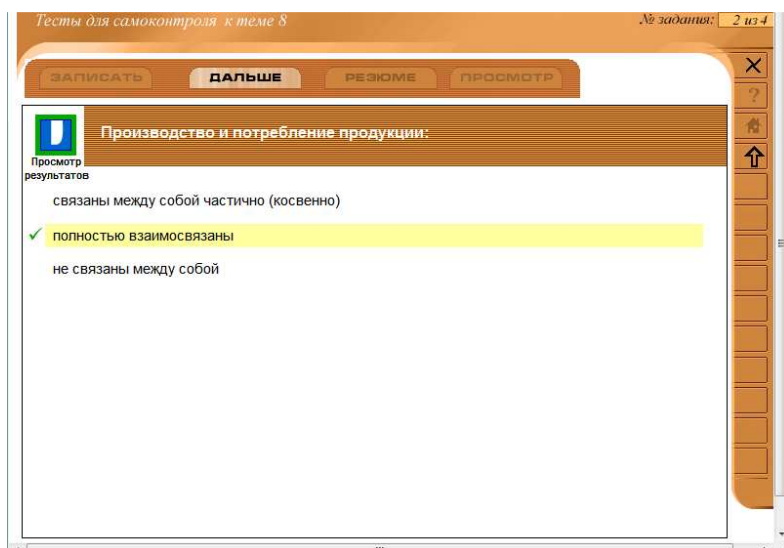 Тесты для самоконтроля к теме 8
№ задания: 2 из 4
ЗАПИСАТЬ ДАЛЬШЕ РЕЗЮМЕ ПРОСМОТР
?
Производство и потребление продукции:
Просмотр
результатов
связаны между собой частично (косвенно)
полностью взаимосвязаны
не связаны между собой